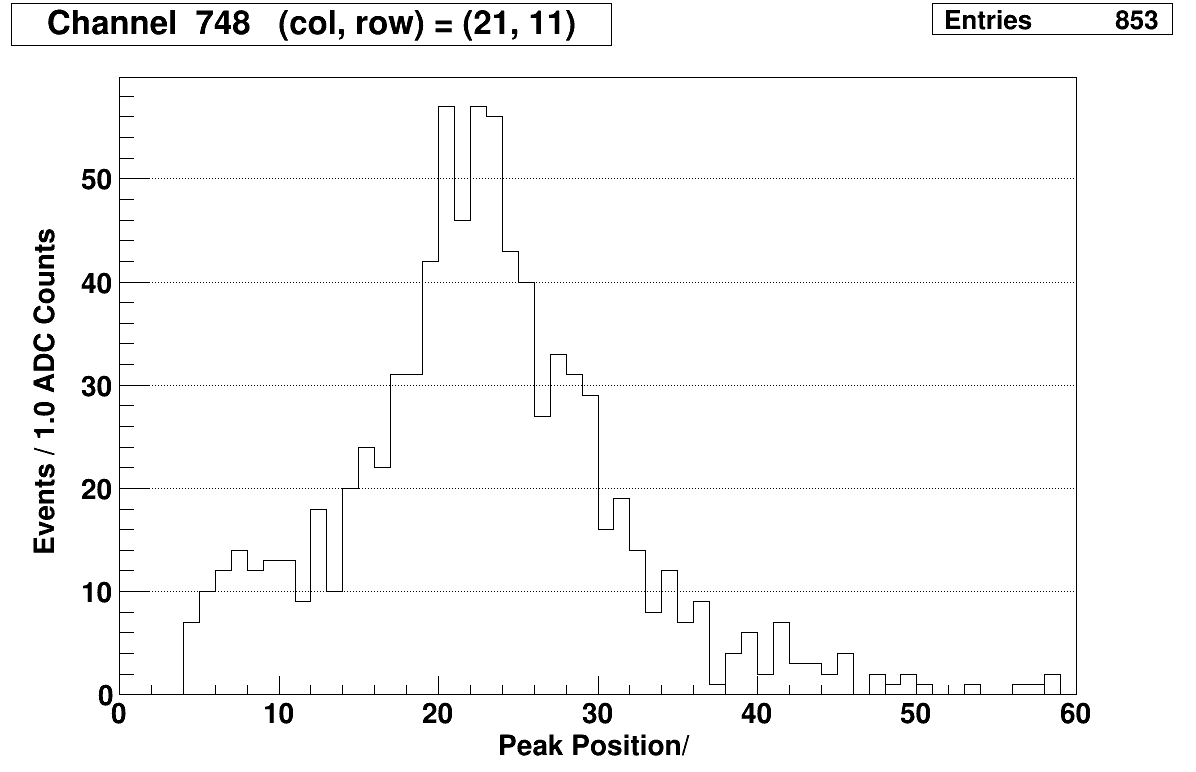 Channel 748 (col, row) = (21, 11)
Entries 853
Events / 1.0 ADC Counts
50
40
30
20
10
0
0 10 20 30 40 50 60
Peak Position/